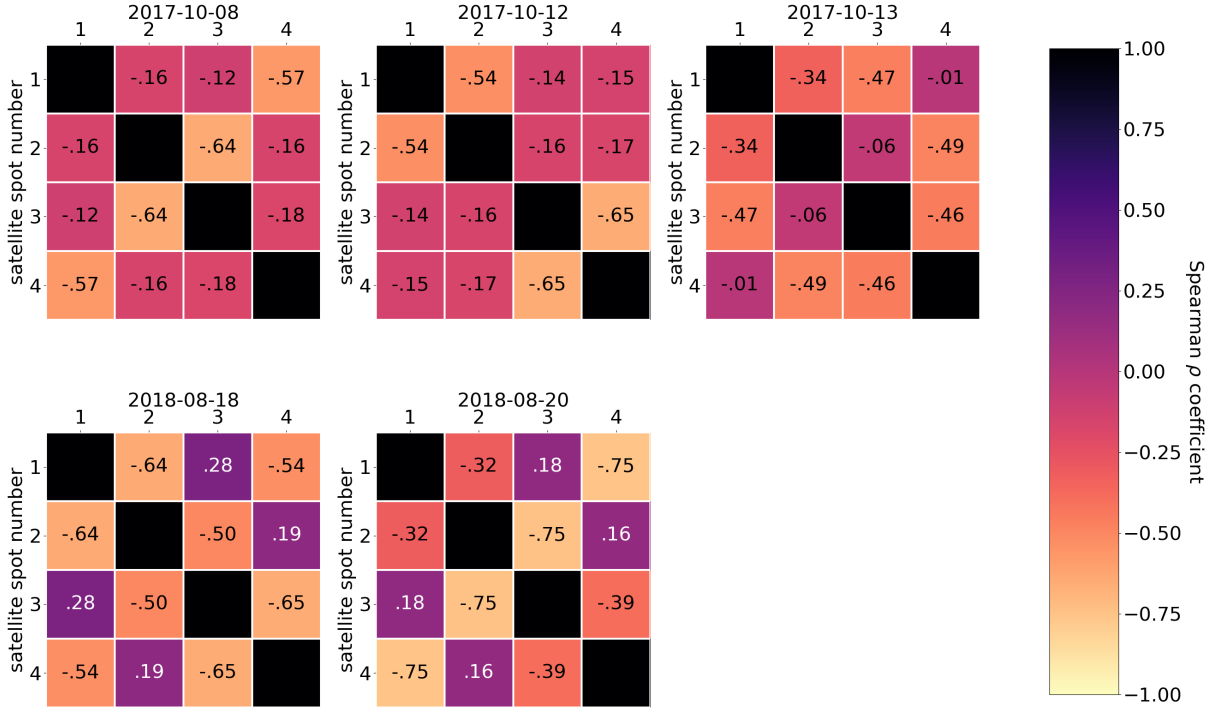 2017-10-08 2017-10-12 2017-10-13
1 2 3 4 1 2 3 4 1 2 3 4
satellite spot number satellite spot number satellite spot number
1 -.16 -.12 -.57 1 -.54 -.14 -.15 1 -.34 -.47 -.01
2 -.16 -.64 -.16 2 -.54 -.16 -.17 2 -.34 -.06 -.49
3 -.12 -.64 -.18 3 -.14 -.16 -.65 3 -.47 -.06 -.46
4 -.57 -.16 -.18 4 -.15 -.17 -.65 4 -.01 -.49 -.46
2018-08-18 2018-08-20
1 2 3 4 1 2 3 4
satellite spot number satellite spot number
1 -.64 .28 -.54 1 -.32 .18 -.75
2 -.64 -.50 .19 2 -.32 -.75 .16
3 .28 -.50 -.65 3 .18 -.75 -.39
4 -.54 .19 -.65 4 -.75 .16 -.39
1.00
0.75
0.50
0.25
0.00
−0.25
−0.50
−0.75
−1.00
Spearman ρ coefficient